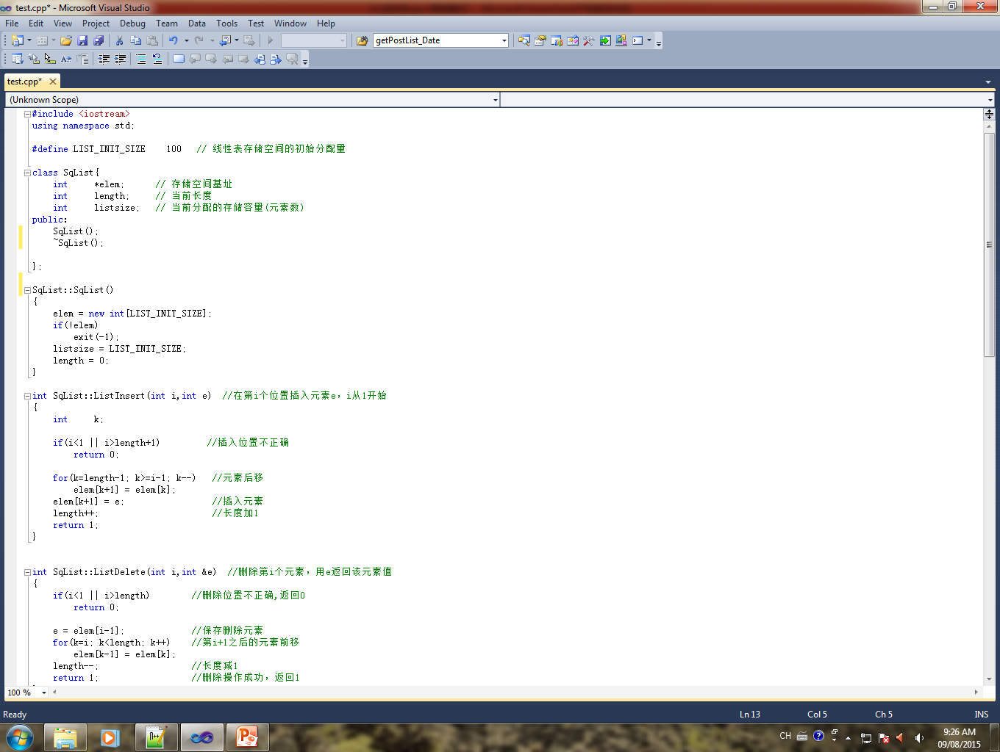 test.cpp* - Microsoft Visual Studio
File Edit View Project Debug Team Data Tools Test Window Help
getPostList_Date
test.cpp*
(Unknown Scope)
#include <iostream>
using namespace std;
#define LIST_INIT_SIZE 100 // 线性表存储空间的初始分配量
class SqList{
int *elem; // 存储空间基址
int length; // 当前长度
int listsize; // 当前分配的存储容量(元素数)
public:
SqList();
~SqList();
};
SqList::SqList()
{
elem = new int[LIST_INIT_SIZE];
if(!elem)
exit(-1);
listsize = LIST_INIT_SIZE;
length = 0;
}
int SqList::ListInsert(int i,int e) //在第i个位置插入元素e，i从1开始
{
int k;
if(i<1 || i>length+1) //插入位置不正确
return 0;
for(k=length-1; k>=i-1; k--) //元素后移
elem[k+1] = elem[k];
elem[k+1] = e; //插入元素
length++; //长度加1
return 1;
}
int SqList::ListDelete(int i,int &e) //删除第i个元素，用e返回该元素值
{
if(i<1 || i>length) //删除位置不正确,返回0
return 0;
e = elem[i-1]; //保存删除元素
for(k=i; k<length; k++) //第i+1之后的元素前移
elem[k-1] = elem[k];
length--; //长度减1
return 1; //删除操作成功，返回1
100 %
Ready Ln 13 Col 5 Ch 5 INS
CH
9:26 AM
09/08/2015